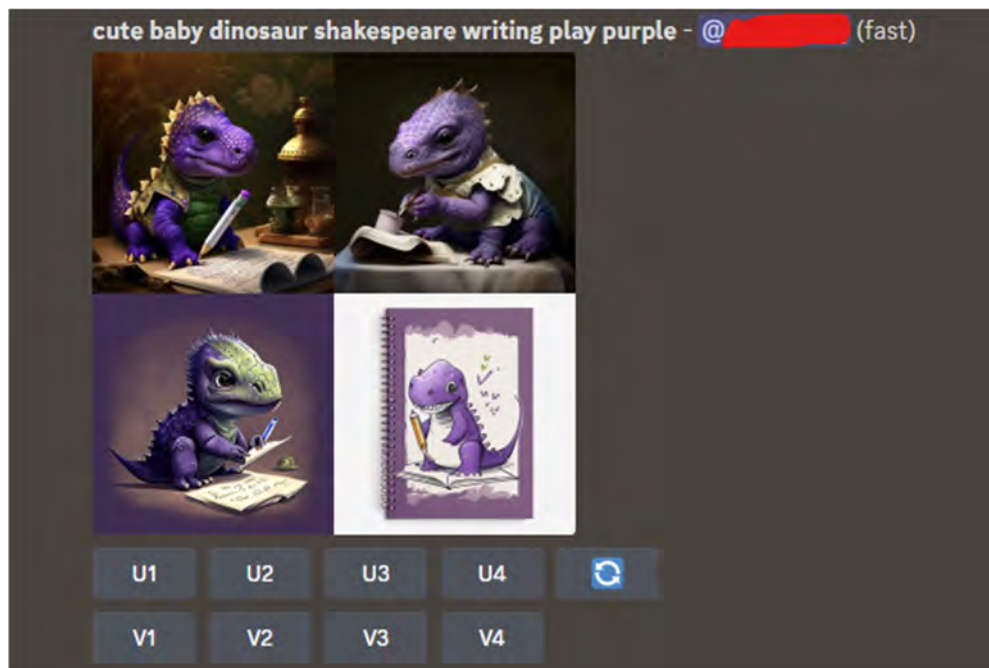 cute baby dinosaur shakespeare writing play purple - @ (fast)
U1 U2 U3 U4
V1 V2 V3 V4